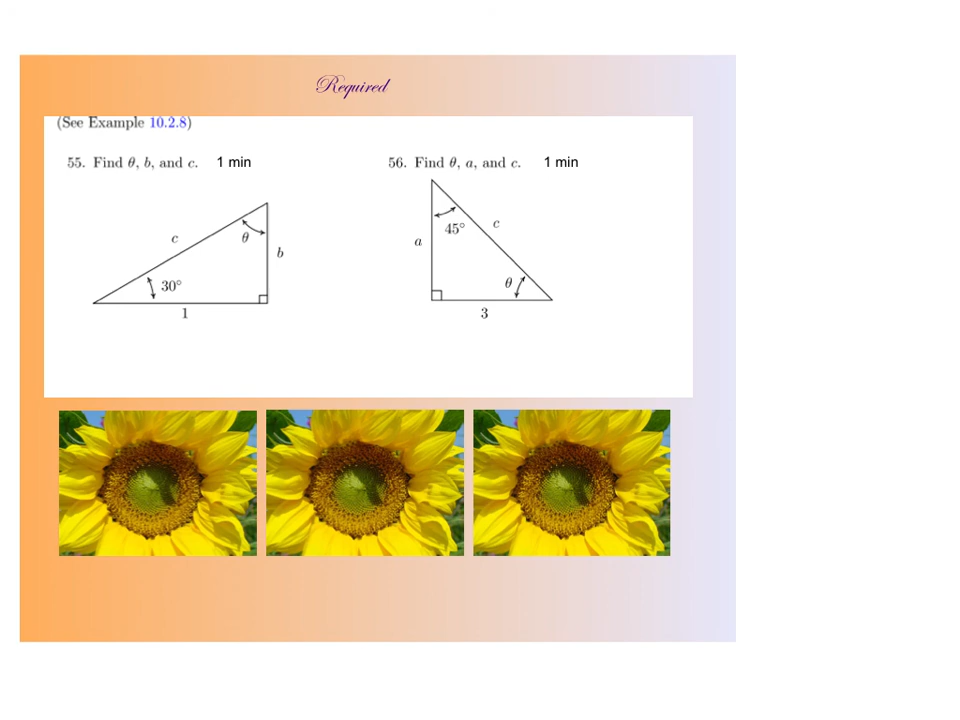 Required
(See Example 10.2.8)
55. Find θ, b, and c. 1 min
56. Find θ, a, and c. 1 min
c
θ
b
30°
1
45°
c
a
θ
3